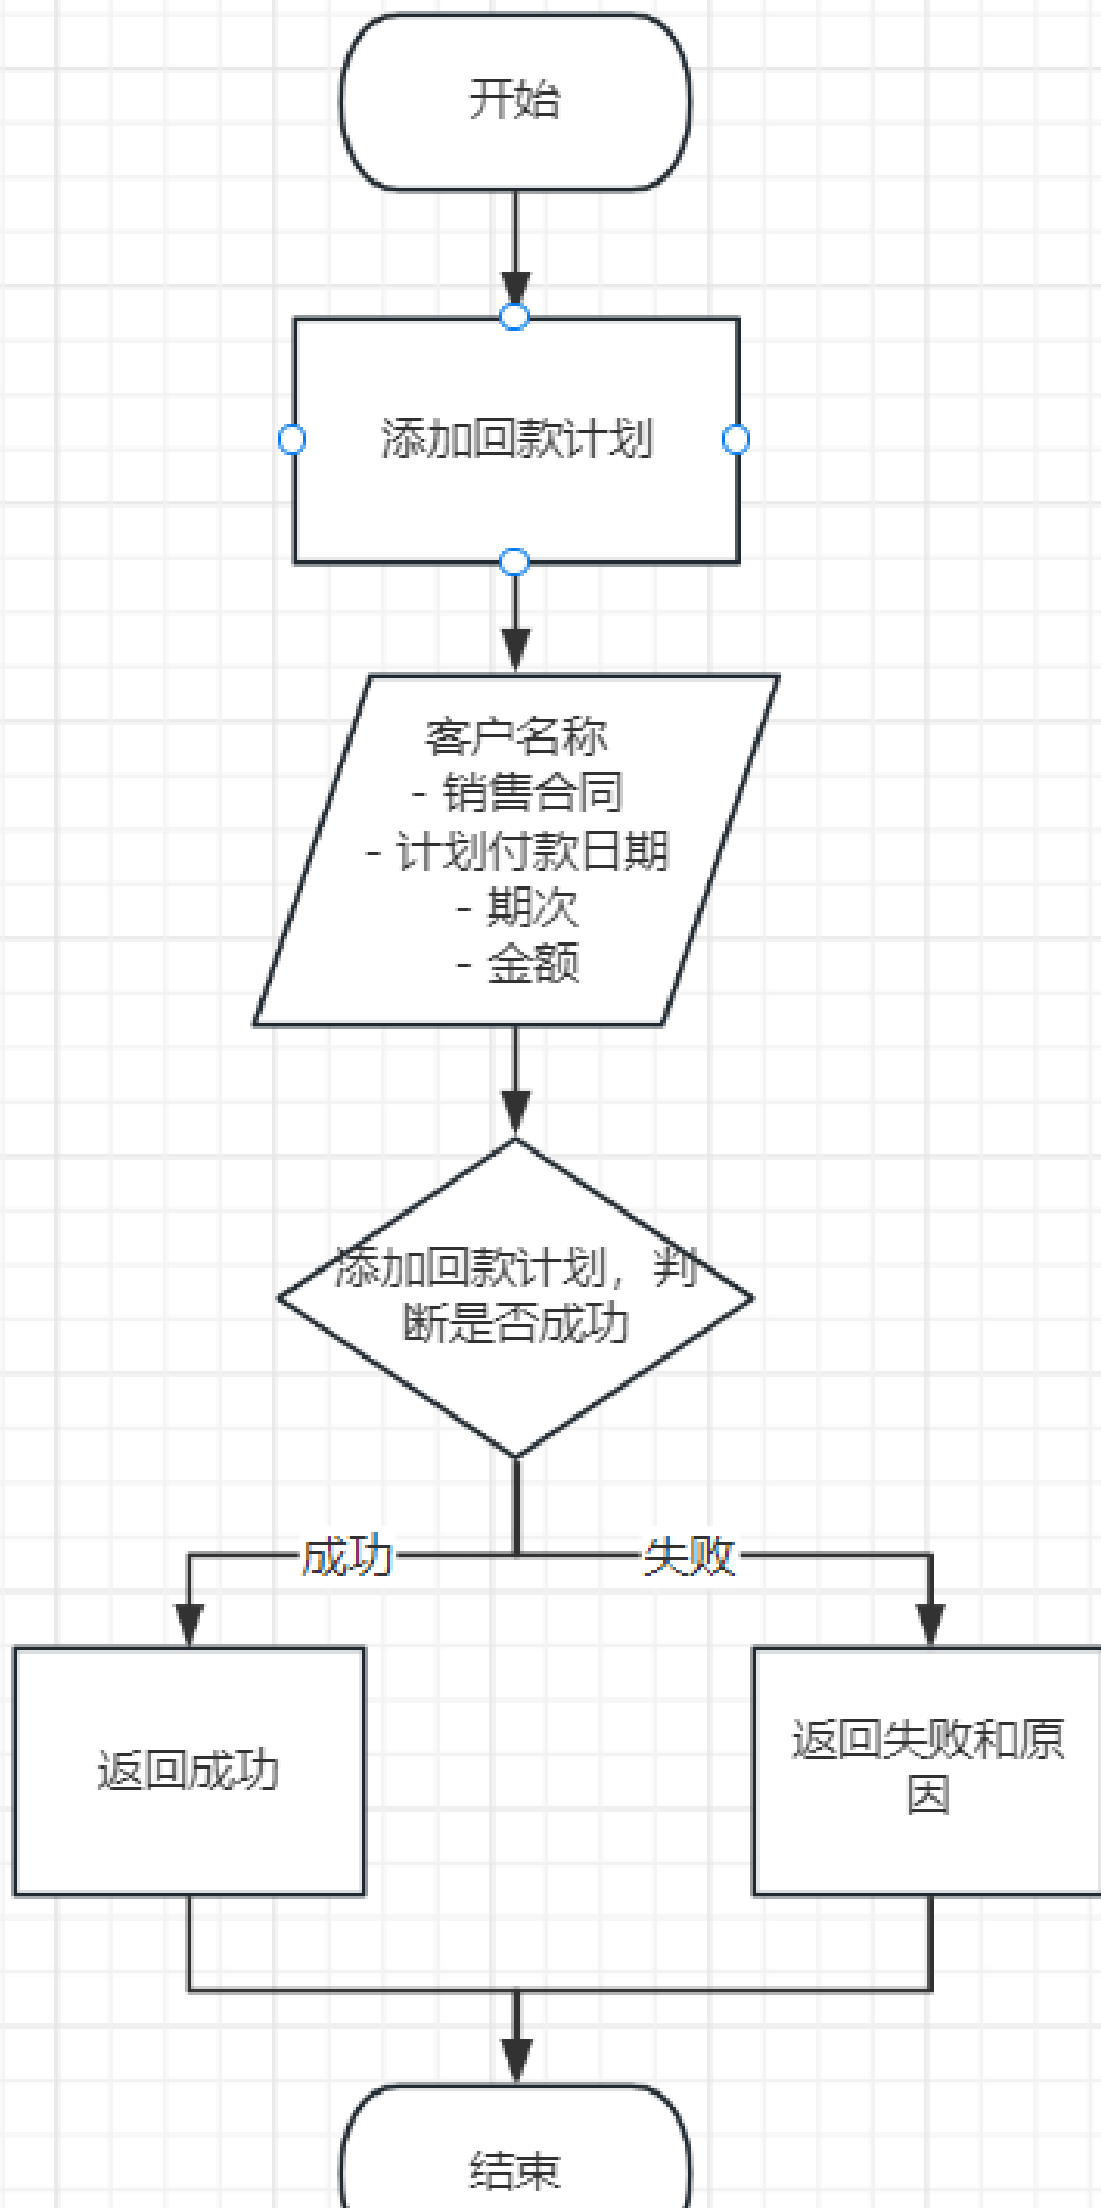 开始
添加回款计划
客户名称
- 销售合同
- 计划付款日期
- 期次
- 金额
添加回款计划，判
断是否成功
成功
失败
返回成功
返回失败和原
因
结束